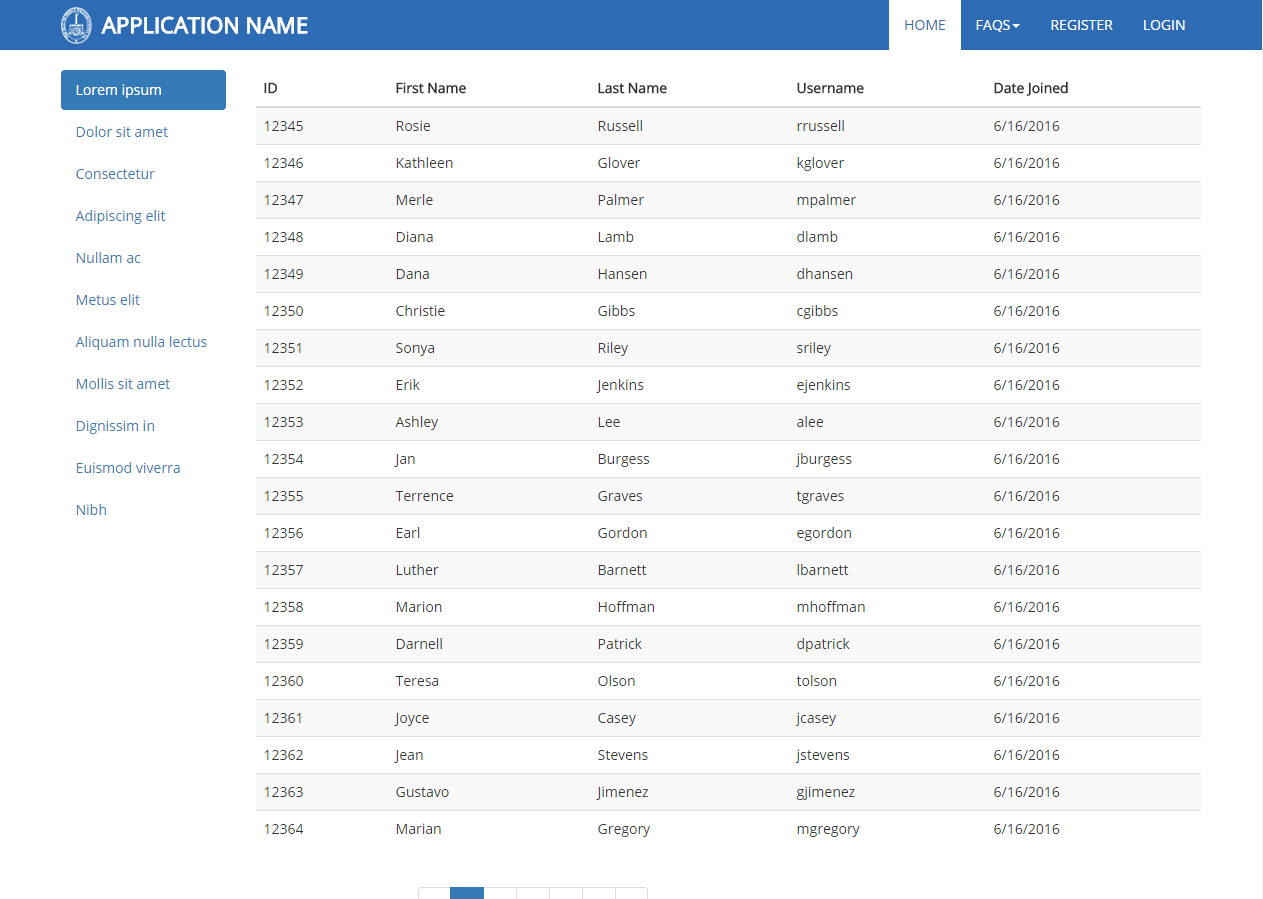 APPLICATION NAME HOME FAQS REGISTER LOGIN
Lorem ipsum
Dolor sit amet
Consectetur
Adipiscing elit
Nullam ac
Metus elit
Aliquam nulla lectus
Mollis sit amet
Dignissim in
Euismod viverra
Nibh
ID First Name Last Name Username Date Joined
12345 Rosie Russell rrussell 6/16/2016
12346 Kathleen Glover kglover 6/16/2016
12347 Merle Palmer mpalmer 6/16/2016
12348 Diana Lamb dlamb 6/16/2016
12349 Dana Hansen dhansen 6/16/2016
12350 Christie Gibbs cgibbs 6/16/2016
12351 Sonya Riley sriley 6/16/2016
12352 Erik Jenkins ejenkins 6/16/2016
12353 Ashley Lee alee 6/16/2016
12354 Jan Burgess jburgess 6/16/2016
12355 Terrence Graves tgraves 6/16/2016
12356 Earl Gordon egordon 6/16/2016
12357 Luther Barnett lbarnett 6/16/2016
12358 Marion Hoffman mhoffman 6/16/2016
12359 Darnell Patrick dpatrick 6/16/2016
12360 Teresa Olson tolson 6/16/2016
12361 Joyce Casey jcasey 6/16/2016
12362 Jean Stevens jstevens 6/16/2016
12363 Gustavo Jimenez gjimenez 6/16/2016
12364 Marian Gregory mgregory 6/16/2016